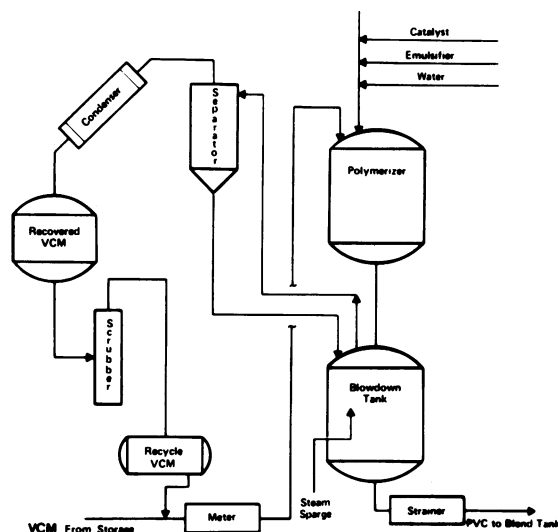 Catalyst
Emulsifier
Water
Condenser
Separator
Polymerizer
Recovered
VCM
Scrubber
Blowdown
Tank
Recycle
VCM
Steam
Sparge
Meter
Strainer
VCM From Storage
PVC to Blend Tank